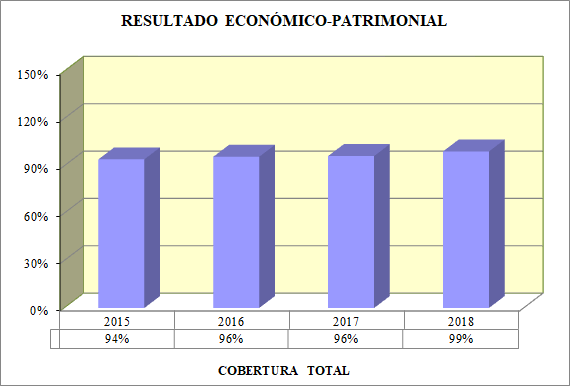 RESULTADO ECONÓMICO-PATRIMONIAL
150%
120%
90%
60%
30%
0%
2015 2016 2017 2018
94% 96% 96% 99%
COBERTURA TOTAL